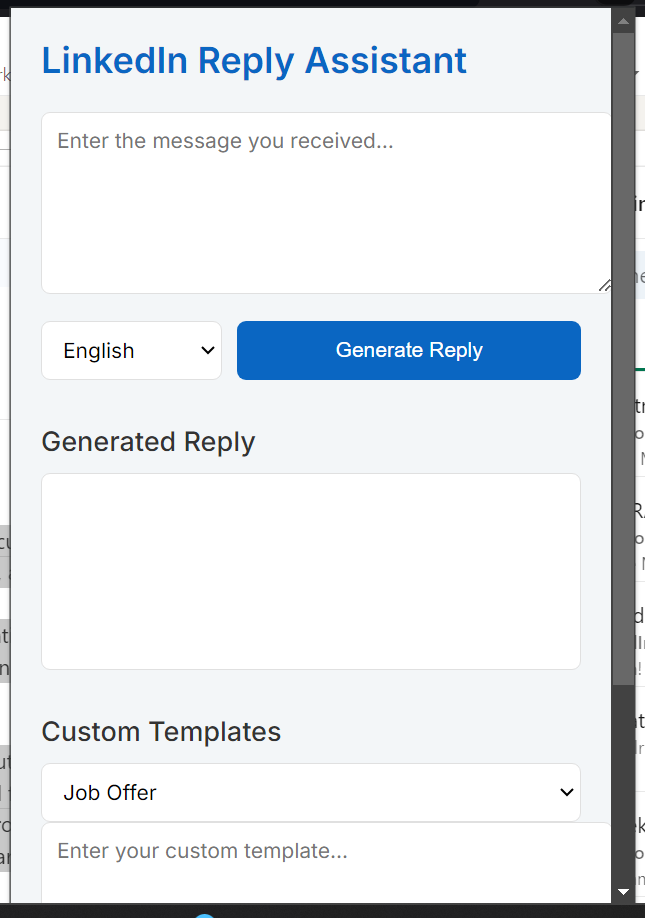 LinkedIn Reply Assistant
Enter the message you received...
English
Generate Reply
Generated Reply
Custom Templates
Job Offer
Enter your custom template...